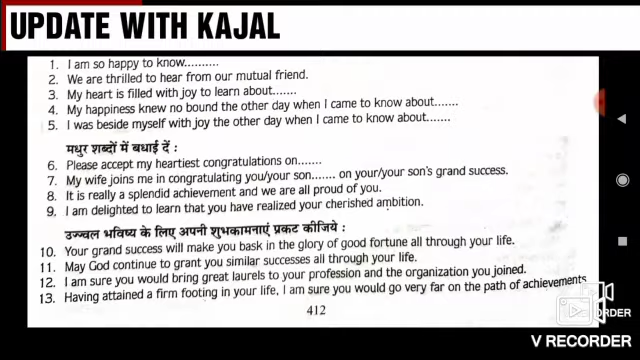 UPDATE WITH KAJAL
1. I am so happy to know..........
2. We are thrilled to hear from our mutual friend.
3. My heart is filled with joy to learn about.......
4. My happiness knew no bound the other day when I came to know about.......
5. I was beside myself with joy the other day when I came to know about.......
मधुर शब्दों में बधाई दें :
6. Please accept my heartiest congratulations on.......
7. My wife joins me in congratulating you/your son....... on your/your son's grand success.
8. It is really a splendid achievement and we are all proud of you.
9. I am delighted to learn that you have realized your cherished ambition.
उज्ज्वल भविष्य के लिए अपनी शुभकामनाएं प्रकट कीजिये :
10. Your grand success will make you bask in the glory of good fortune all through your life.
11. May God continue to grant you similar successes all through your life.
12. I am sure you would bring great laurels to your profession and the organization you joined.
13. Having attained a firm footing in your life, I am sure you would go very far on the path of achievements
412
ORDER
V RECORDER